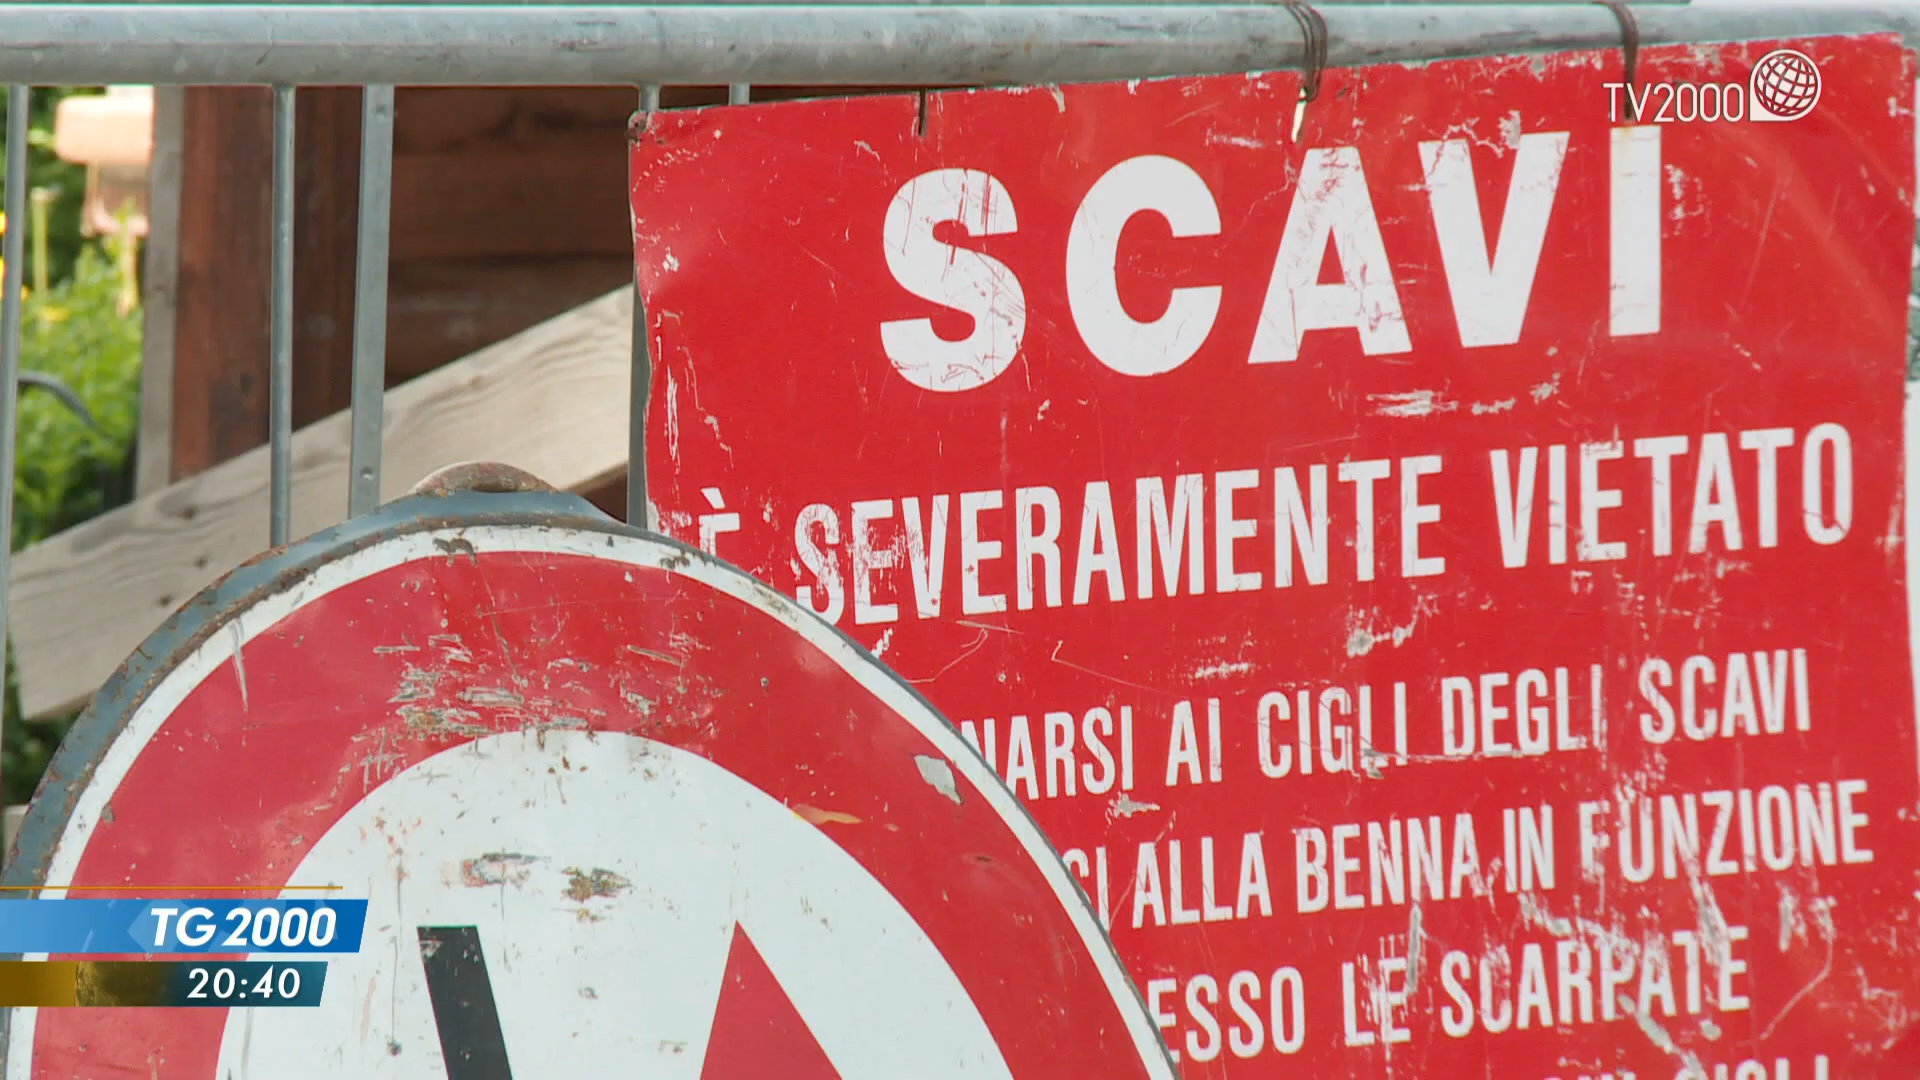 TV2000
SCAVI
È SEVERAMENTE VIETATO
NARSI AI CIGLI DEGLI SCAVI
ALLA BENNA IN FUNZIONE
ESSO LE SCARPATE
TG 2000
20:40